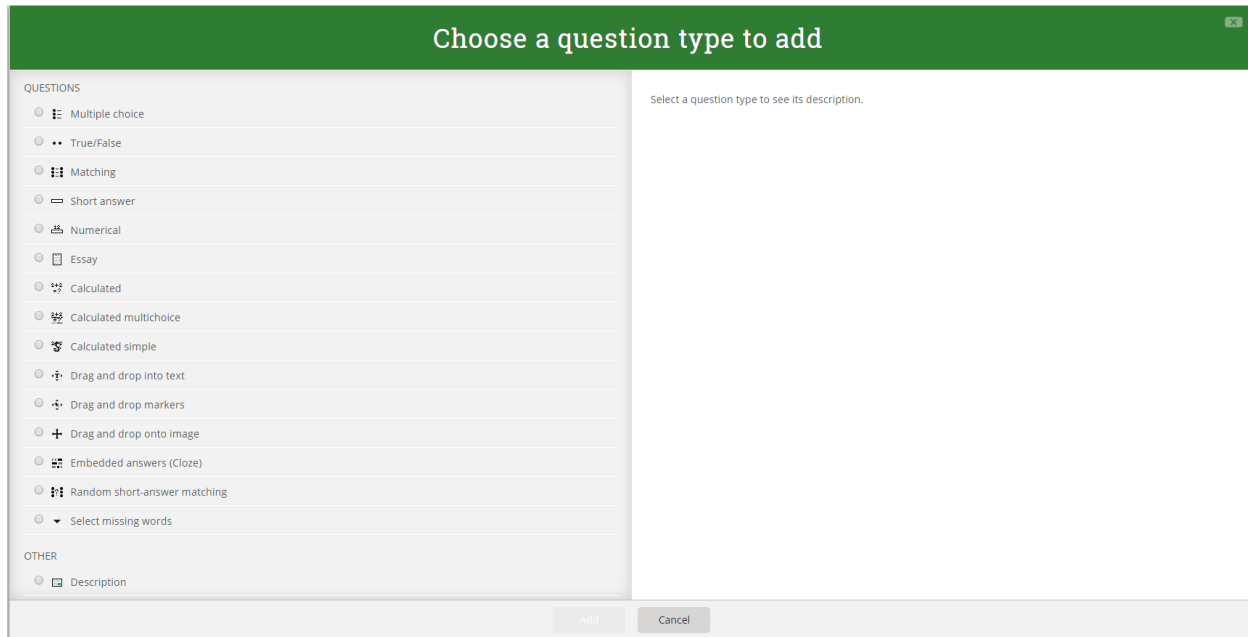 Choose a question type to add
x
QUESTIONS
Multiple choice
True/False
Matching
Short answer
Numerical
Essay
Calculated
Calculated multichoice
Calculated simple
Drag and drop into text
Drag and drop markers
Drag and drop onto image
Embedded answers (Cloze)
Random short-answer matching
Select missing words
OTHER
Description
Select a question type to see its description.
Add
Cancel